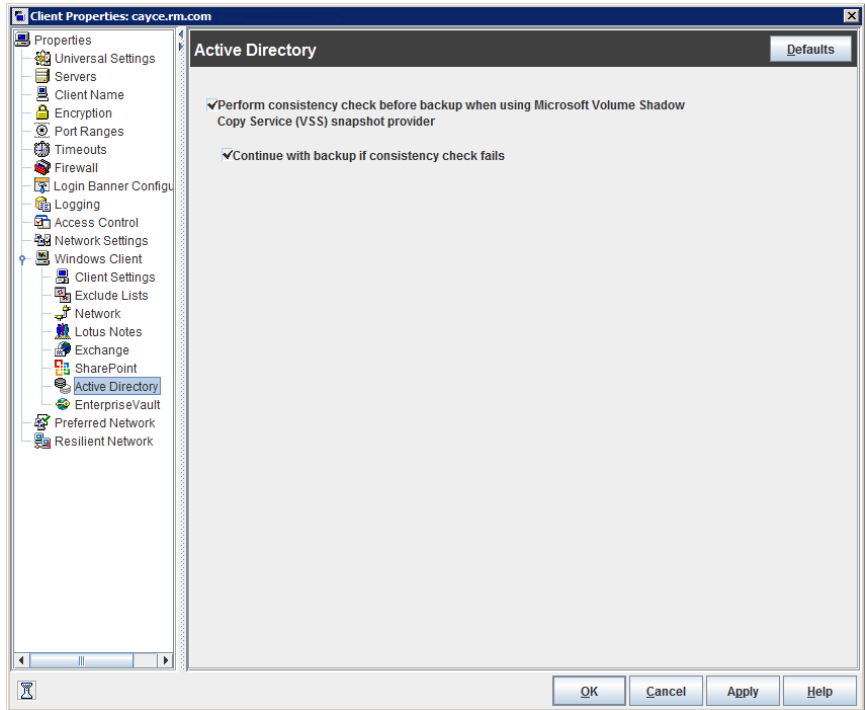 Client Properties: cayce.rm.com
Properties
Universal Settings
Servers
Client Name
Encryption
Port Ranges
Timeouts
Firewall
Login Banner Configu
Logging
Access Control
Network Settings
Windows Client
Client Settings
Exclude Lists
Network
Lotus Notes
Exchange
SharePoint
Active Directory
EnterpriseVault
Preferred Network
Resilient Network
Active Directory
Defaults
Perform consistency check before backup when using Microsoft Volume Shadow
Copy Service (VSS) snapshot provider
Continue with backup if consistency check fails
OK
Cancel
Apply
Help